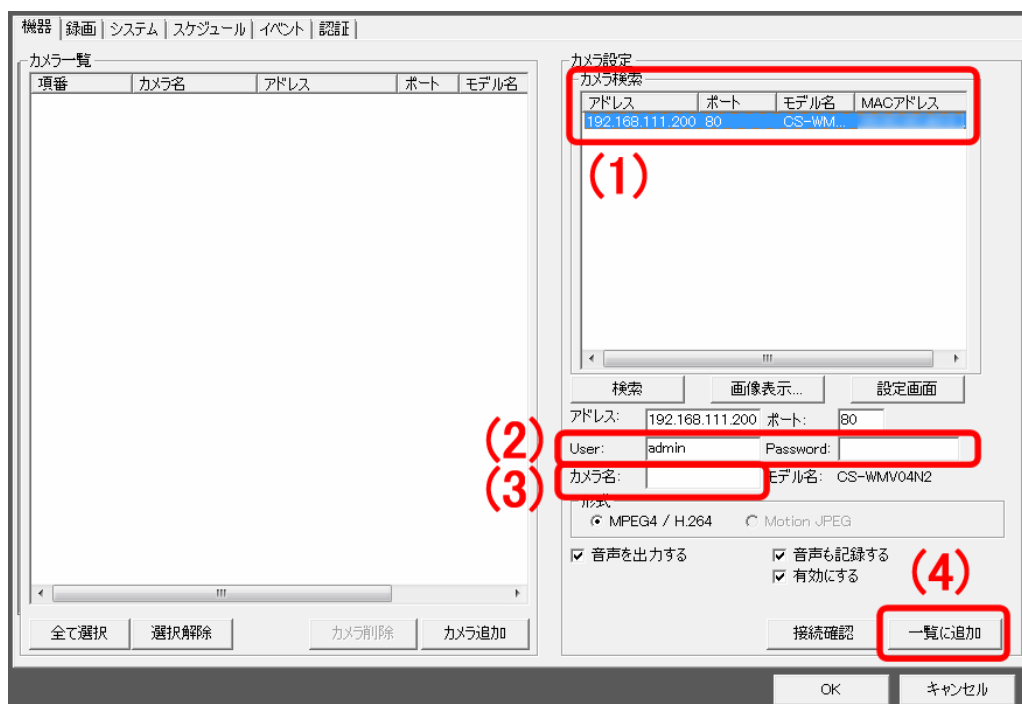 機器 録画 システム スケジュール イベント 認証
カメラ一覧
項番 カメラ名 アドレス ポート モデル名
全て選択 選択解除 カメラ削除 カメラ追加
カメラ設定
カメラ検索
アドレス ポート モデル名 MACアドレス
192.168.111.200 80 CS-WM...
(1)
検索 画像表示... 設定画面
アドレス: 192.168.111.200 ポート: 80
(2)
User: admin Password:
(3)
カメラ名: モデル名: CS-WMV04N2
形式
MPEG4 / H.264 Motion JPEG
音声を出力する 音声も記録する
有効にする
(4)
接続確認 一覧に追加
OK キャンセル